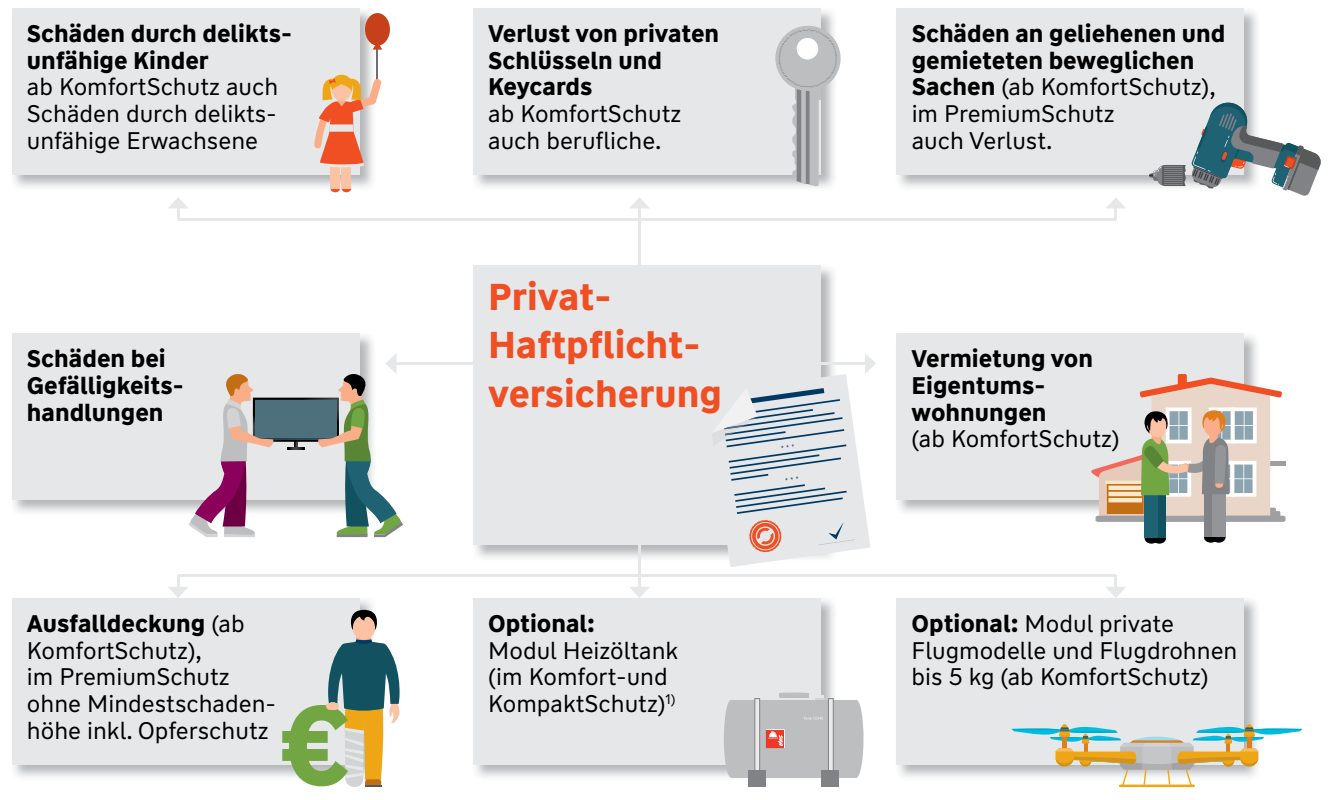 Schäden durch delikts-
unfähige Kinder
ab KomfortSchutz auch
Schäden durch delikts-
unfähige Erwachsene
Verlust von privaten
Schlüsseln und
Keycards
ab KomfortSchutz
auch berufliche.
Schäden an geliehenen und
gemieteten beweglichen
Sachen (ab KomfortSchutz),
im PremiumSchutz
auch Verlust.
Privat-
Haftpflicht-
versicherung
Schäden bei
Gefälligkeits-
handlungen
Vermietung von
Eigentums-
wohnungen
(ab KomfortSchutz)
Ausfalldeckung (ab
KomfortSchutz),
im PremiumSchutz
ohne Mindestschaden-
höhe inkl. Opferschutz
Optional:
Modul Heizöltank
(im Komfort-und
KompaktSchutz)¹⁾
Optional: Modul private
Flugmodelle und Flugdrohnen
bis 5 kg (ab KomfortSchutz)